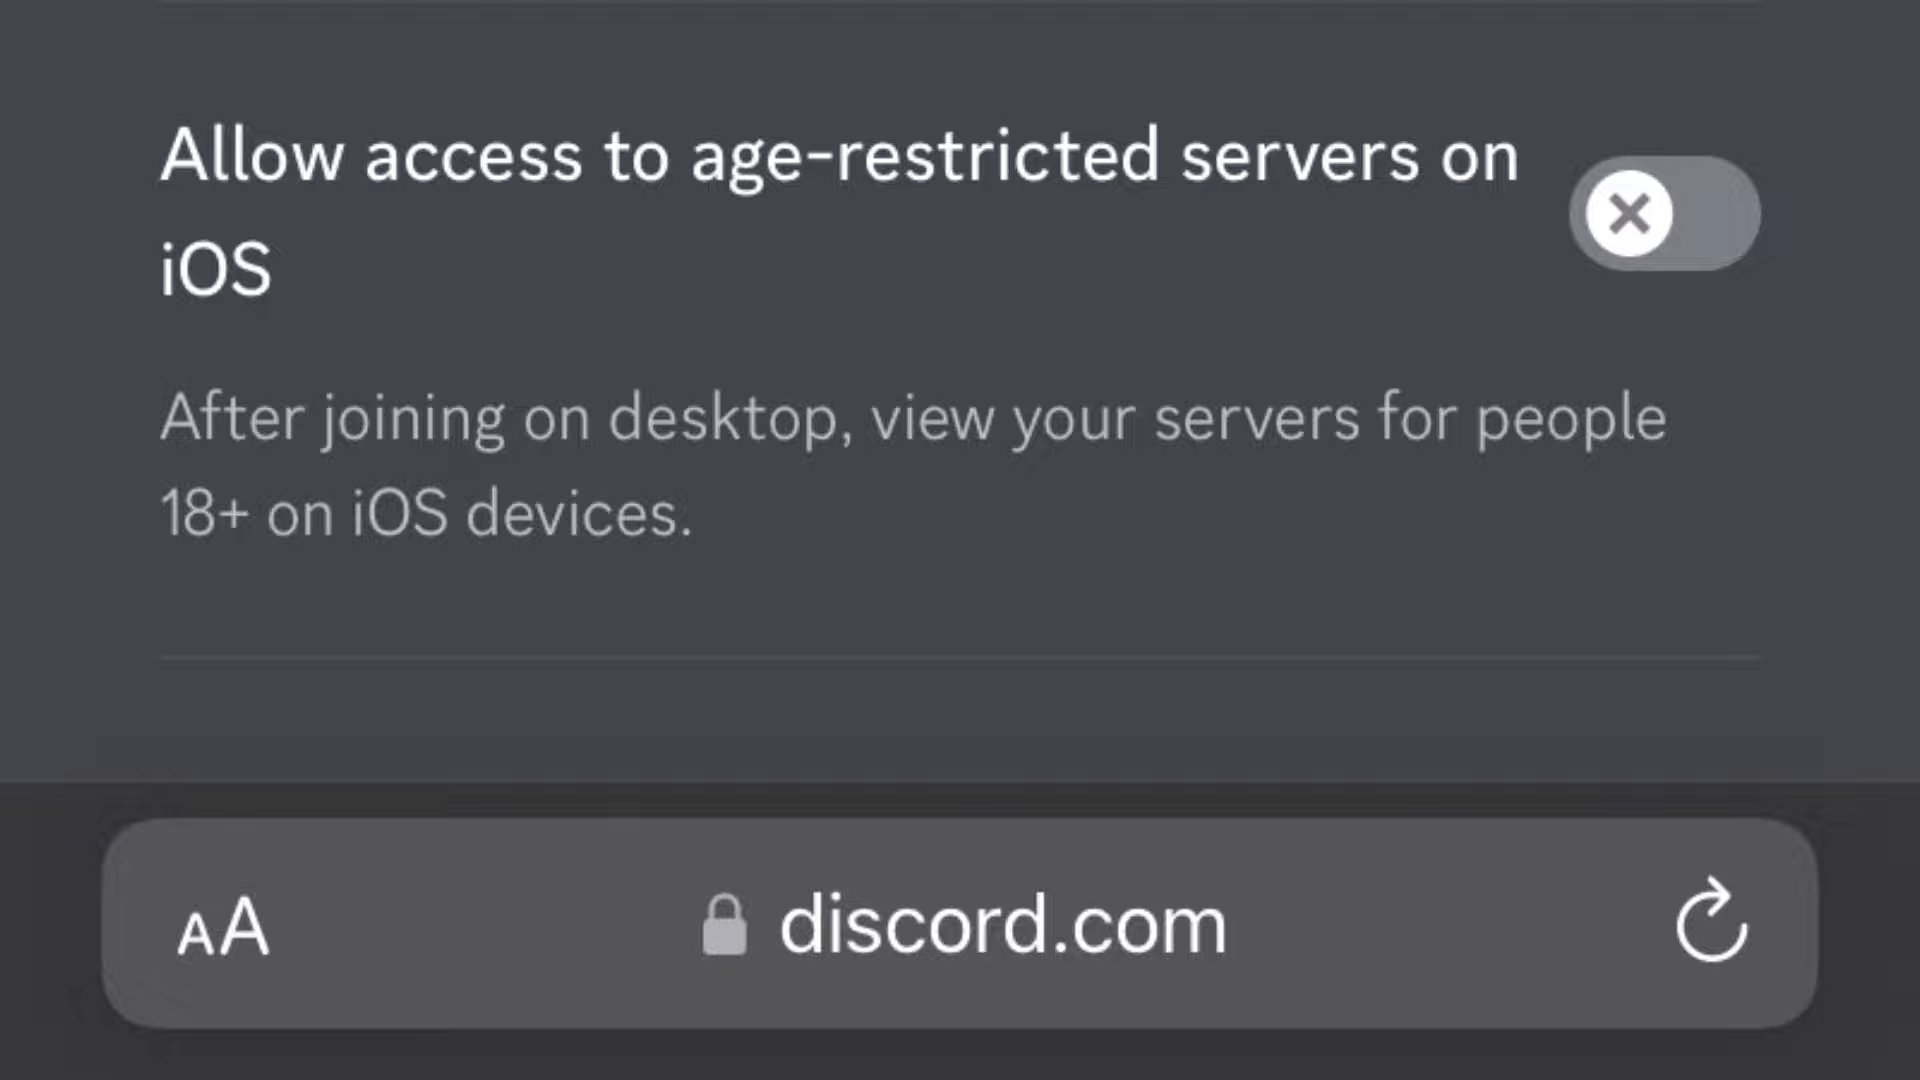 Allow access to age-restricted servers on
iOS
After joining on desktop, view your servers for people
18+ on iOS devices.
AA discord.com